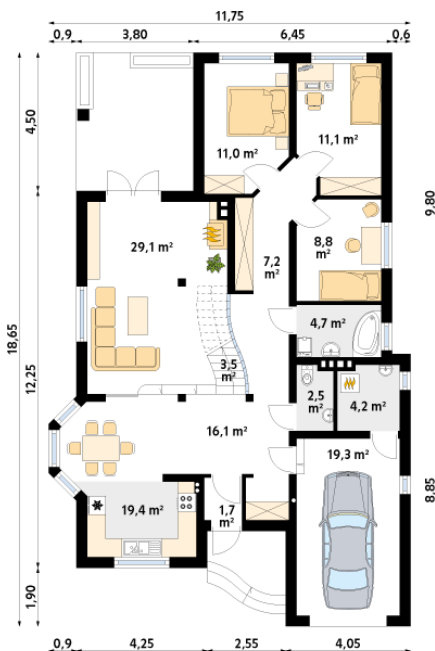 11,75
0,9 3,80 6,45 0,6
4,50
11,0 m²
11,1 m²
9,80
29,1 m²
7,2 m²
8,8 m²
18,65
12,25
4,7 m²
3,5 m²
2,5 m²
4,2 m²
16,1 m²
19,3 m²
19,4 m²
1,7 m²
8,85
1,90
0,9 4,25 2,55 4,05